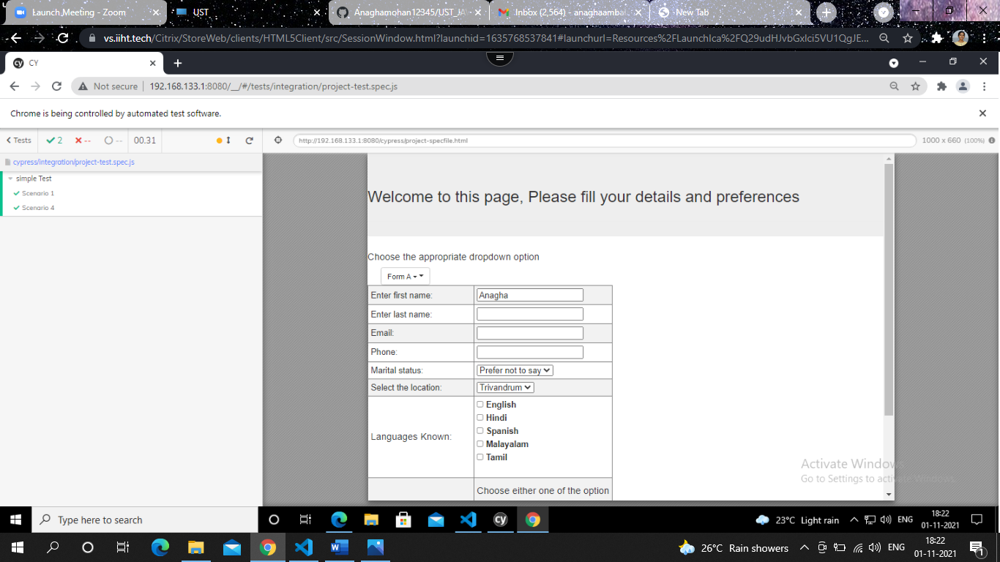 Launch Meeting - Zoom
UST
Anaghamohan12345/UST_JA
Inbox (2,564) - anaghaamba
New Tab
vs.iiht.tech/Citrix/StoreWeb/clients/HTML5Client/src/SessionWindow.html?launchid=1635768537841#launchurl=Resources%2FLaunchIca%2FQ29udHJvbGxlci5VU1QgJE...
cy CY
Not secure 192.168.133.1:8080/__/#/tests/integration/project-test.spec.js
Chrome is being controlled by automated test software.
Tests 2 -- -- 00.31 http://192.168.133.1:8080/cypress/project-specfile.html 1000 x 660 (100%)
cypress/integration/project-test.spec.js
simple Test
Scenario 1
Scenario 4
Welcome to this page, Please fill your details and preferences
Choose the appropriate dropdown option
Form A
Enter first name: Anagha
Enter last name:
Email:
Phone:
Marital status: Prefer not to say
Select the location: Trivandrum
Languages Known:
English
Hindi
Spanish
Malayalam
Tamil
Choose either one of the option
Activate Windows
Go to Settings to activate Windows.
Type here to search
cy
23°C Light rain
ENG
18:22
01-11-2021
26°C Rain showers
ENG
18:22
01-11-2021
1